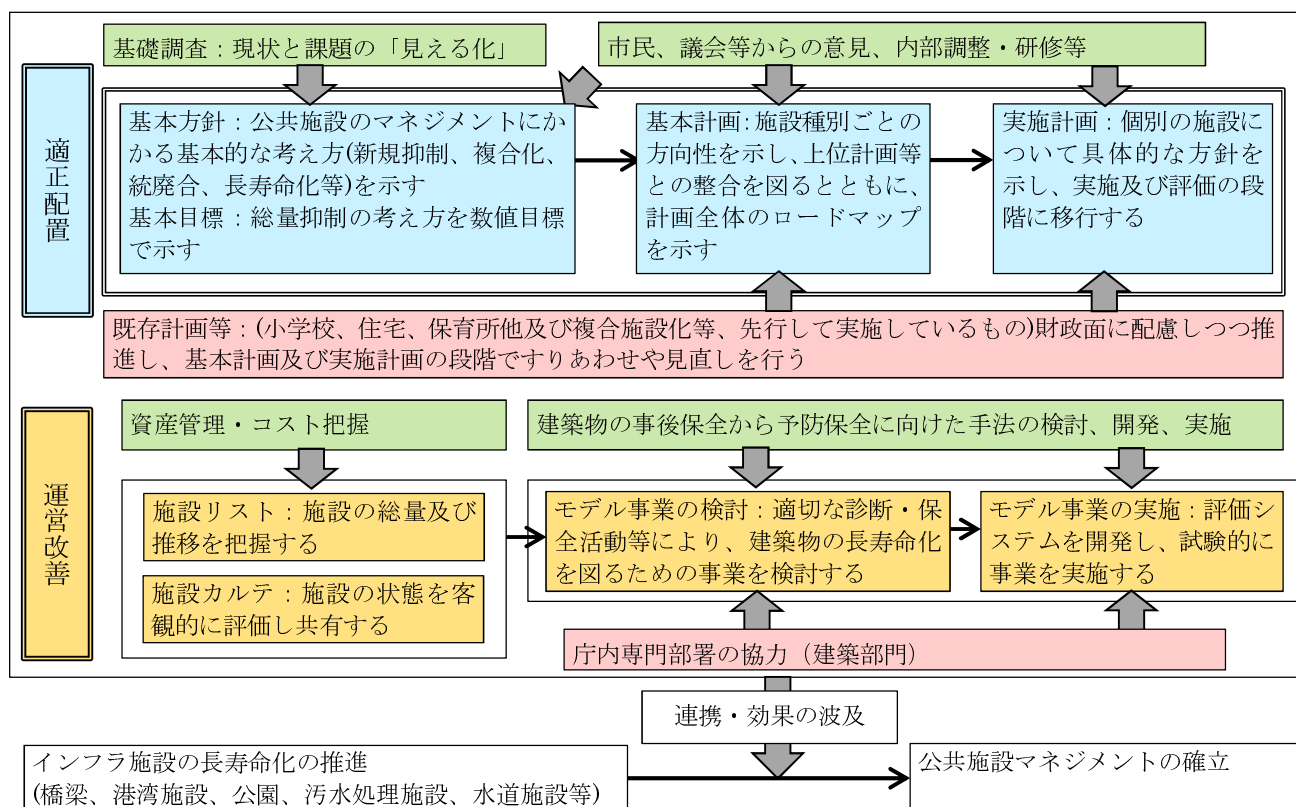 基礎調査：現状と課題の「見える化」
市民、議会等からの意見、内部調整・研修等
適正配置
基本方針：公共施設のマネジメントにか
かる基本的な考え方(新規抑制、複合化、
統廃合、長寿命化等)を示す
基本目標：総量抑制の考え方を数値目標
で示す
基本計画：施設種別ごとの
方向性を示し、上位計画等
との整合を図るとともに、
計画全体のロードマップ
を示す
実施計画：個別の施設に
ついて具体的な方針を
示し、実施及び評価の段
階に移行する
既存計画等：(小学校、住宅、保育所他及び複合施設化等、先行して実施しているもの)財政面に配慮しつつ推
進し、基本計画及び実施計画の段階ですりあわせや見直しを行う
運営改善
資産管理・コスト把握
建築物の事後保全から予防保全に向けた手法の検討、開発、実施
施設リスト：施設の総量及び
推移を把握する
施設カルテ：施設の状態を客
観的に評価し共有する
モデル事業の検討：適切な診断・保
全活動等により、建築物の長寿命化
を図るための事業を検討する
モデル事業の実施：評価シ
ステムを開発し、試験的に
事業を実施する
庁内専門部署の協力（建築部門）
連携・効果の波及
インフラ施設の長寿命化の推進
(橋梁、港湾施設、公園、汚水処理施設、水道施設等)
公共施設マネジメントの確立